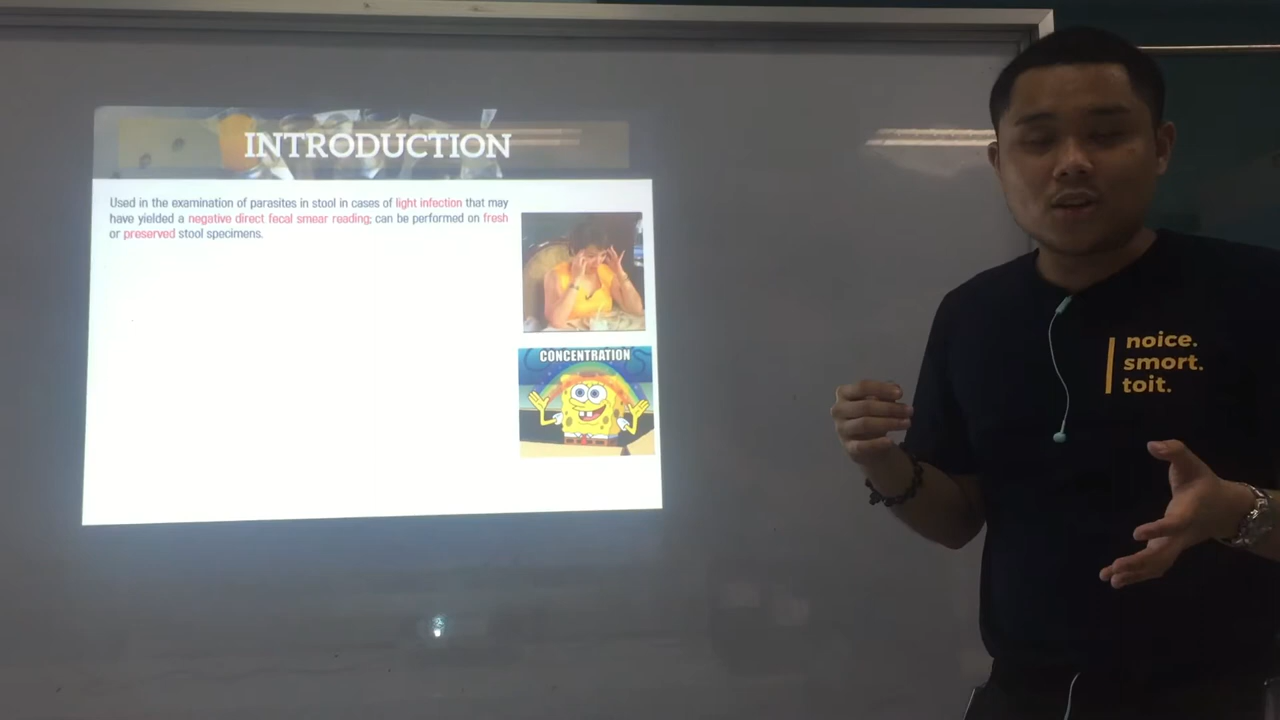 INTRODUCTION
Used in the examination of parasites in stool in cases of light infection that may
have yielded a negative direct fecal smear reading; can be performed on fresh
or preserved stool specimens.
CONCENTRATION
noice.
smort.
toit.